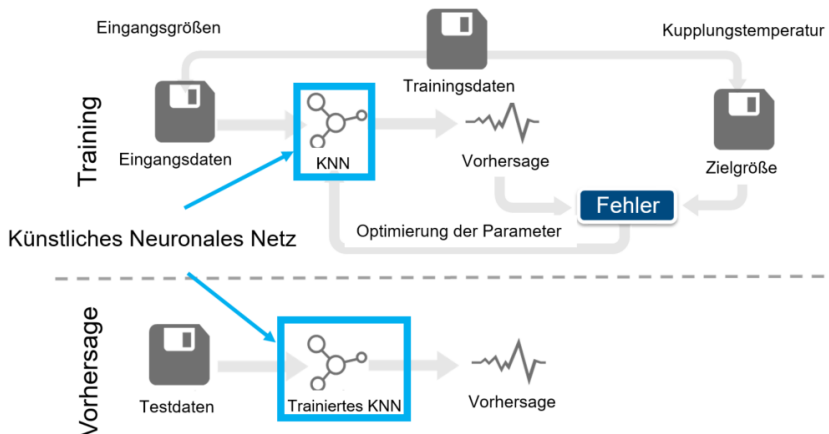 Eingangsgrößen
Kupplungstemperatur
Trainingsdaten
Training
Eingangsdaten
KNN
Vorhersage
Zielgröße
Fehler
Optimierung der Parameter
Künstliches Neuronales Netz
Vorhersage
Testdaten
Trainiertes KNN
Vorhersage